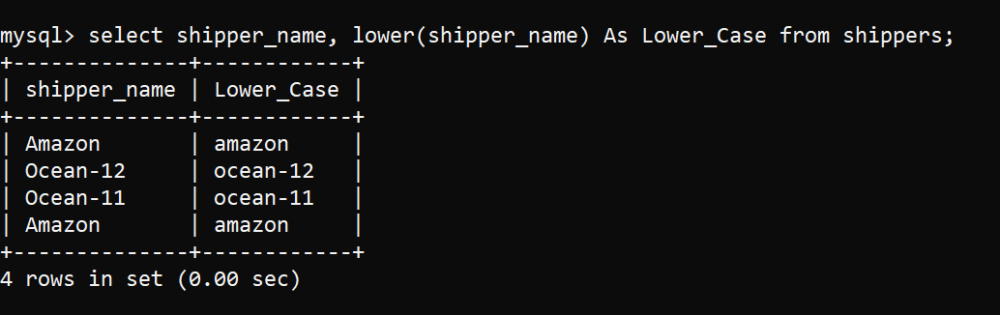 mysql> select shipper_name, lower(shipper_name) As Lower_Case from shippers;
+--------------+------------+
| shipper_name | Lower_Case |
+--------------+------------+
| Amazon       | amazon     |
| Ocean-12     | ocean-12   |
| Ocean-11     | ocean-11   |
| Amazon       | amazon     |
+--------------+------------+
4 rows in set (0.00 sec)